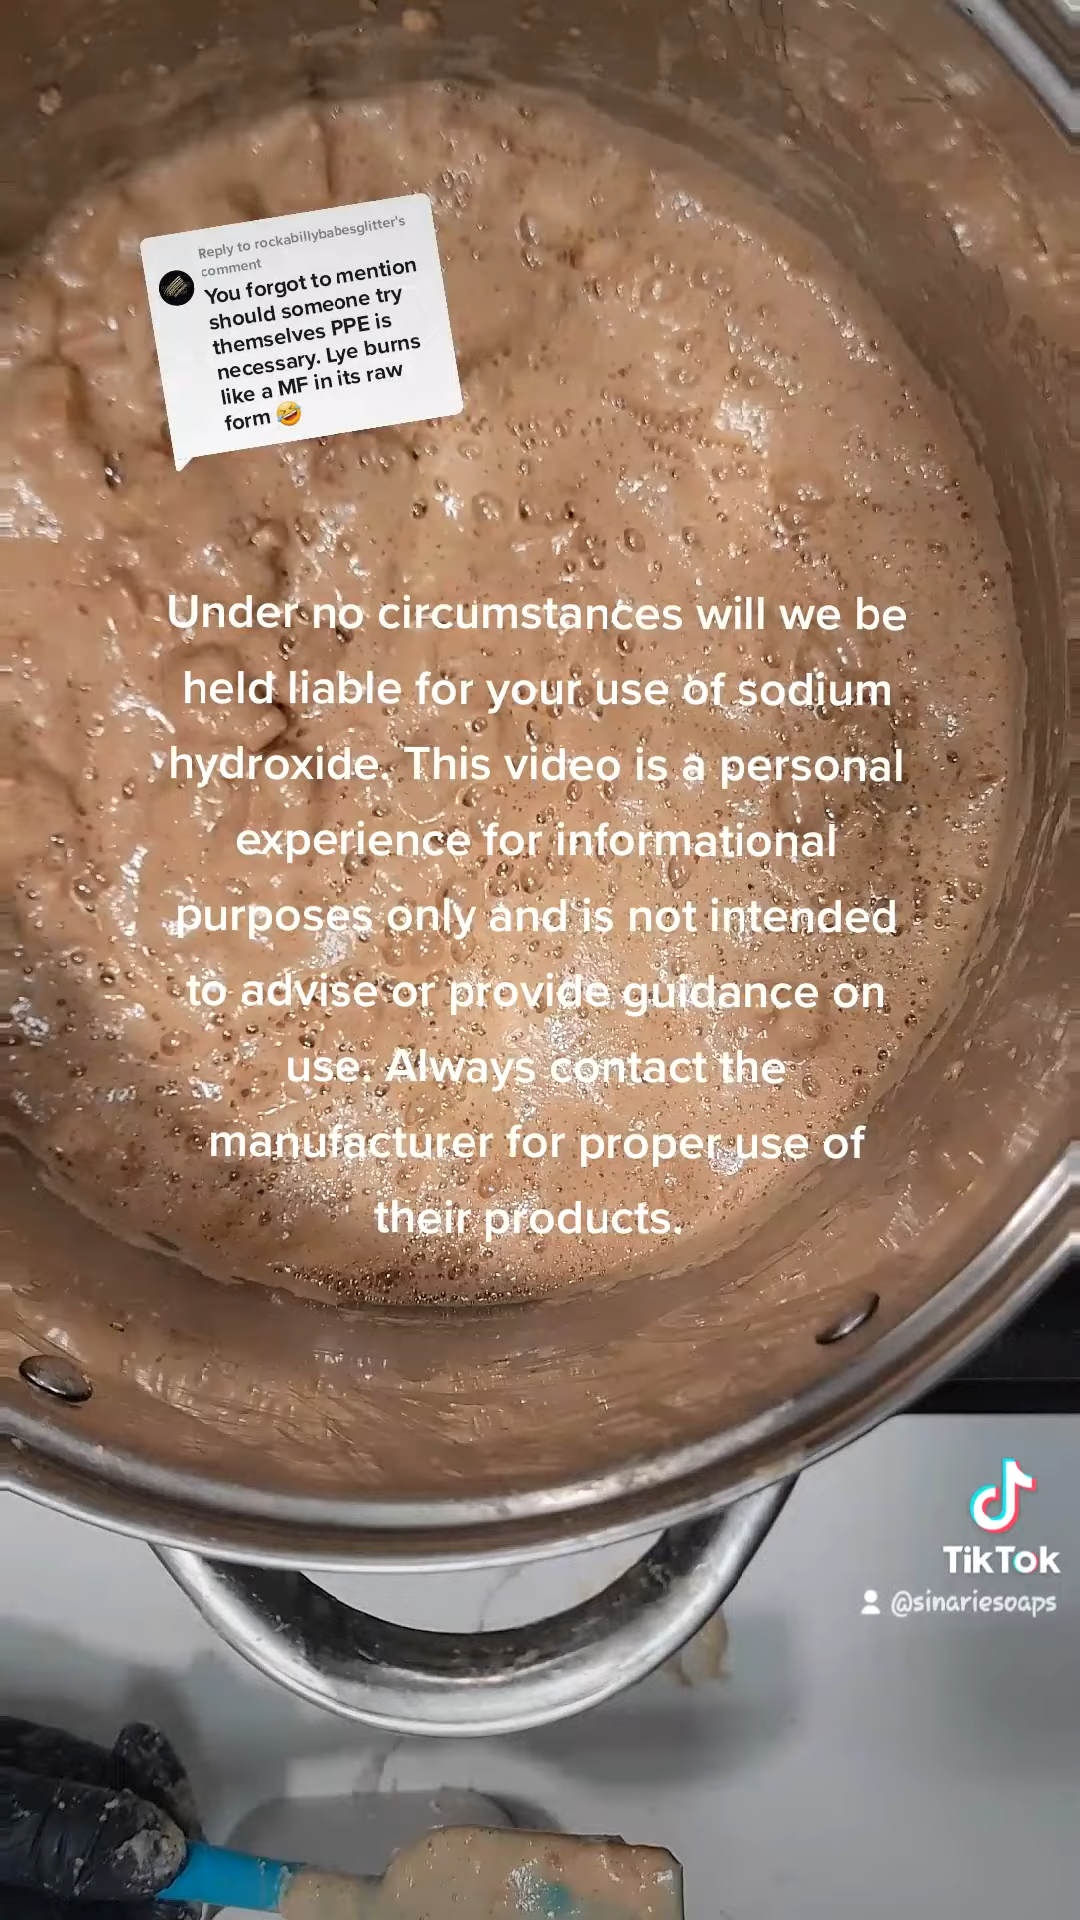 Reply to rockabillybabesglitter's
comment
You forgot to mention
should someone try
themselves PPE is
necessary. Lye burns
like a MF in its raw
form 🤣
Under no circumstances will we be
held liable for your use of sodium
hydroxide. This video is a personal
experience for informational
purposes only and is not intended
to advise or provide guidance on
use. Always contact the
manufacturer for proper use of
their products.
TikTok
@sinariesoaps